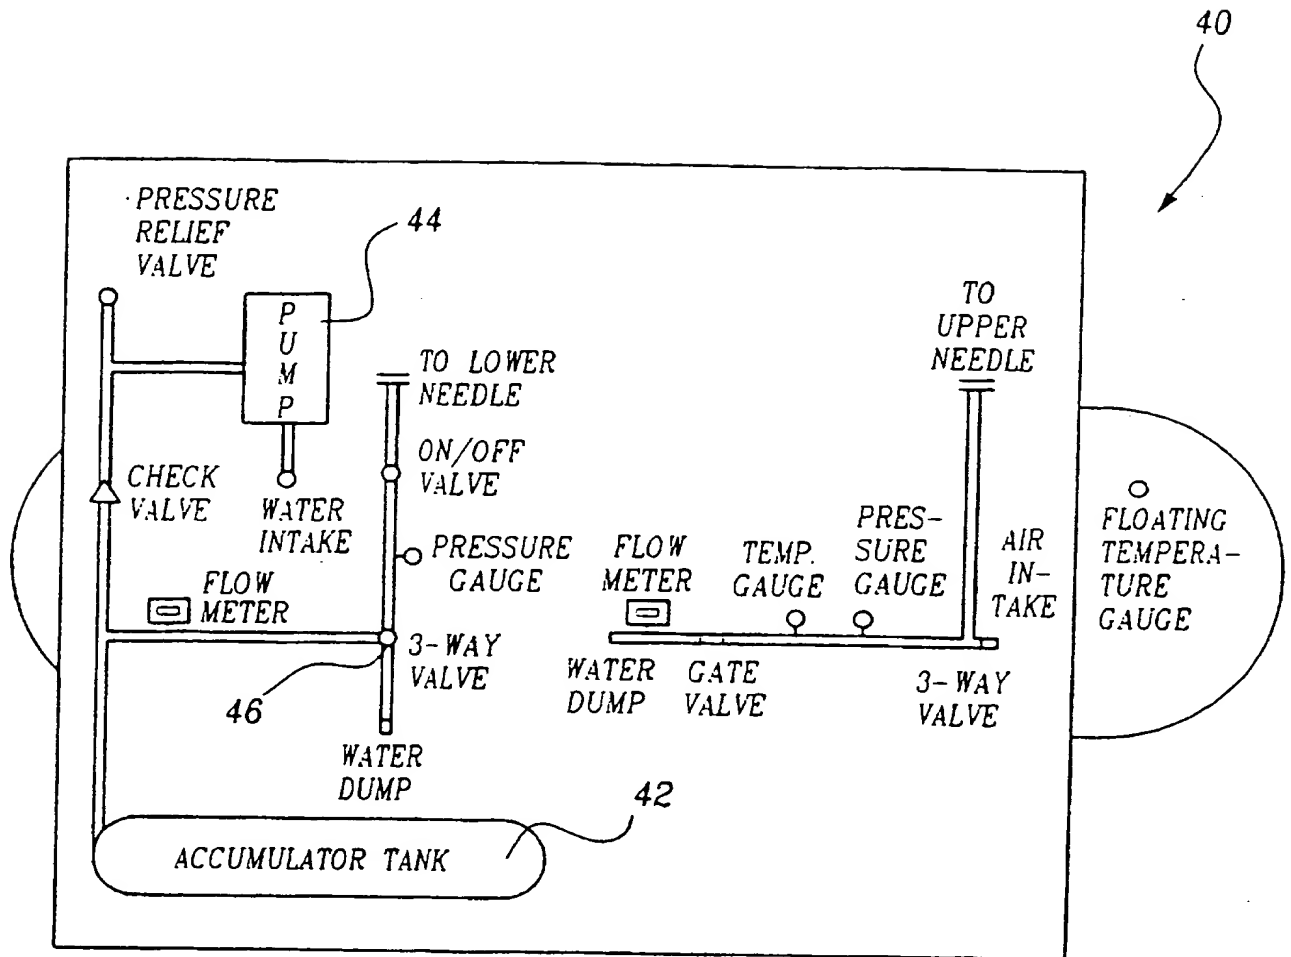 40
PRESSURE
RELIEF
VALVE
44
P
U
M
P
TO LOWER
NEEDLE
TO
UPPER
NEEDLE
CHECK
VALVE
WATER
INTAKE
ON/OFF
VALVE
PRESSURE
GAUGE
FLOW
METER
FLOW
METER
TEMP.
GAUGE
PRES-
SURE
GAUGE
AIR
IN-
TAKE
FLOATING
TEMPERA-
TURE
GAUGE
3-WAY
VALVE
46
WATER
DUMP
WATER
DUMP
GATE
VALVE
3-WAY
VALVE
42
ACCUMULATOR TANK